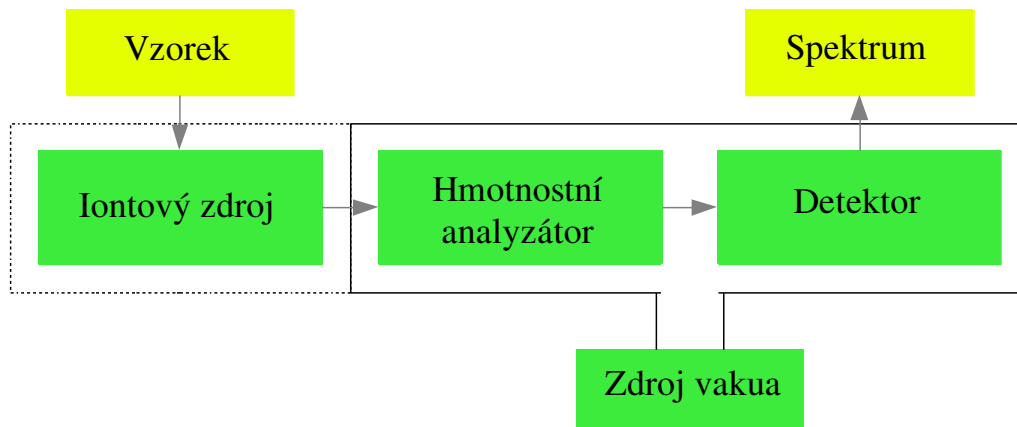 Vzorek
Spektrum
Iontový zdroj
Hmotnostní
analyzátor
Detektor
Zdroj vakua